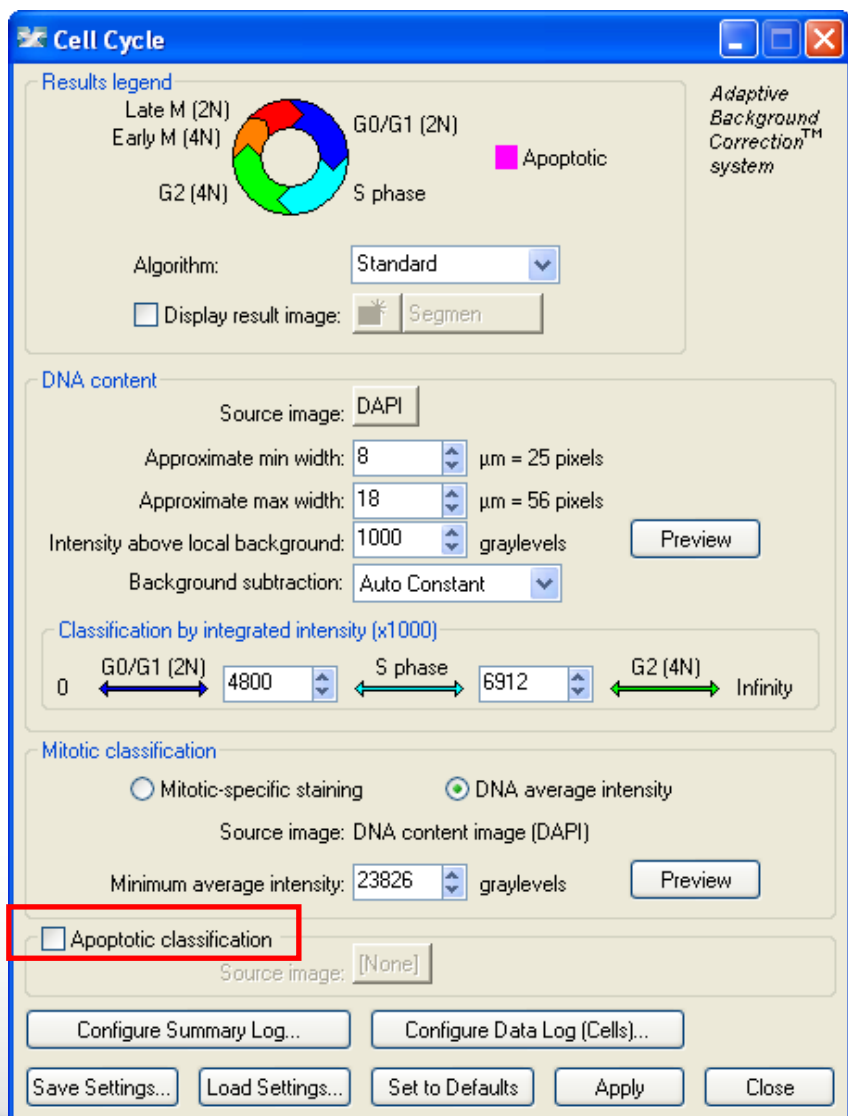 Cell Cycle
Results legend
Late M (2N)
Early M (4N)
G0/G1 (2N)
G2 (4N)
S phase
Apoptotic
Adaptive
Background
Correction™
system
Algorithm: Standard
Display result image: Segmen
DNA content
Source image: DAPI
Approximate min width: 8 µm = 25 pixels
Approximate max width: 18 µm = 56 pixels
Intensity above local background: 1000 graylevels Preview
Background subtraction: Auto Constant
Classification by integrated intensity (x1000)
0 G0/G1 (2N) 4800 S phase 6912 G2 (4N) Infinity
Mitotic classification
Mitotic-specific staining DNA average intensity
Source image: DNA content image (DAPI)
Minimum average intensity: 23826 graylevels Preview
Apoptotic classification
Source image: [None]
Configure Summary Log... Configure Data Log (Cells)...
Save Settings... Load Settings... Set to Defaults Apply Close